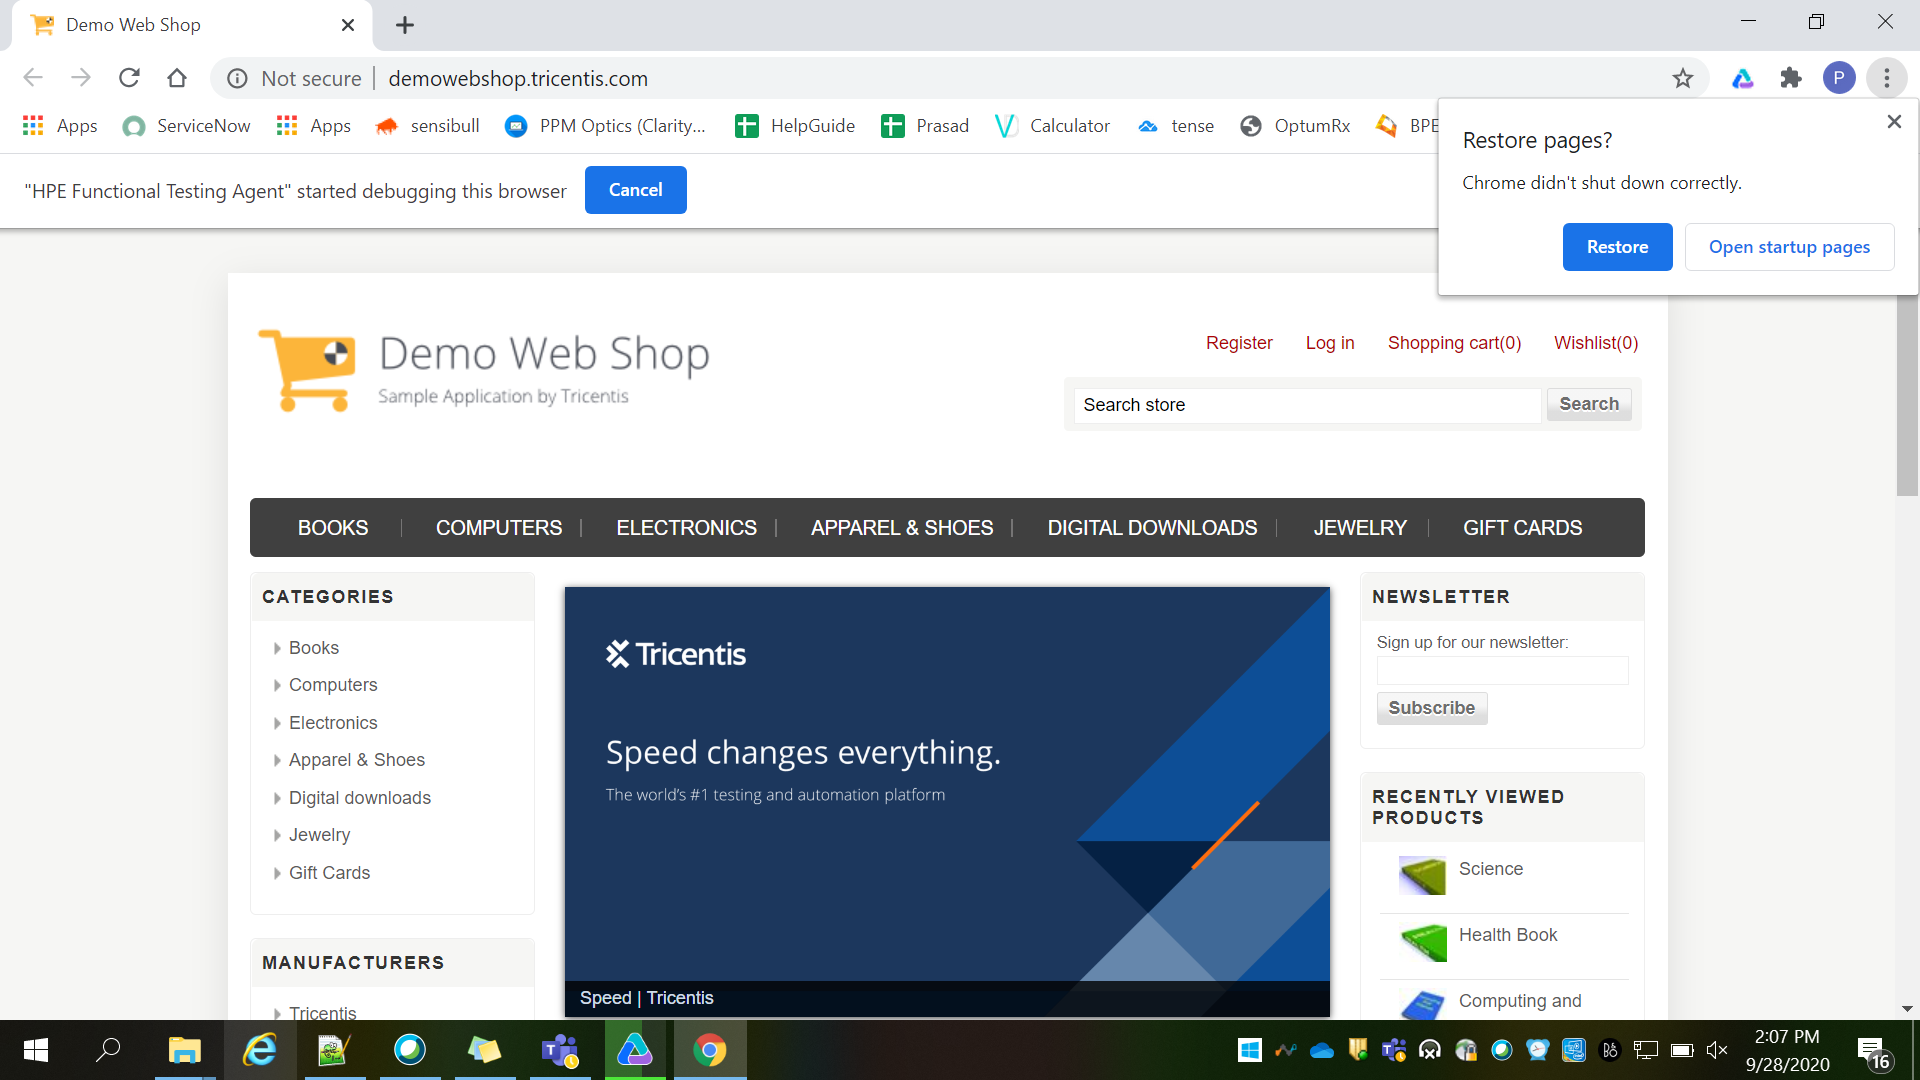 Demo Web Shop
Not secure
demowebshop.tricentis.com
P
Apps
ServiceNow
Apps
sensibull
PPM Optics (Clarity...
HelpGuide
Prasad
Calculator
tense
OptumRx
BPE
"HPE Functional Testing Agent" started debugging this browser
Cancel
Restore pages?
Chrome didn't shut down correctly.
Restore
Open startup pages
Demo Web Shop
Sample Application by Tricentis
Register
Log in
Shopping cart(0)
Wishlist(0)
Search store
Search
BOOKS
COMPUTERS
ELECTRONICS
APPAREL & SHOES
DIGITAL DOWNLOADS
JEWELRY
GIFT CARDS
CATEGORIES
Books
Computers
Electronics
Apparel & Shoes
Digital downloads
Jewelry
Gift Cards
MANUFACTURERS
Tricentis
Tricentis
Speed changes everything.
The world's #1 testing and automation platform
Speed | Tricentis
NEWSLETTER
Sign up for our newsletter:
Subscribe
RECENTLY VIEWED
PRODUCTS
Science
Health Book
Computing and
2:07 PM
9/28/2020
16